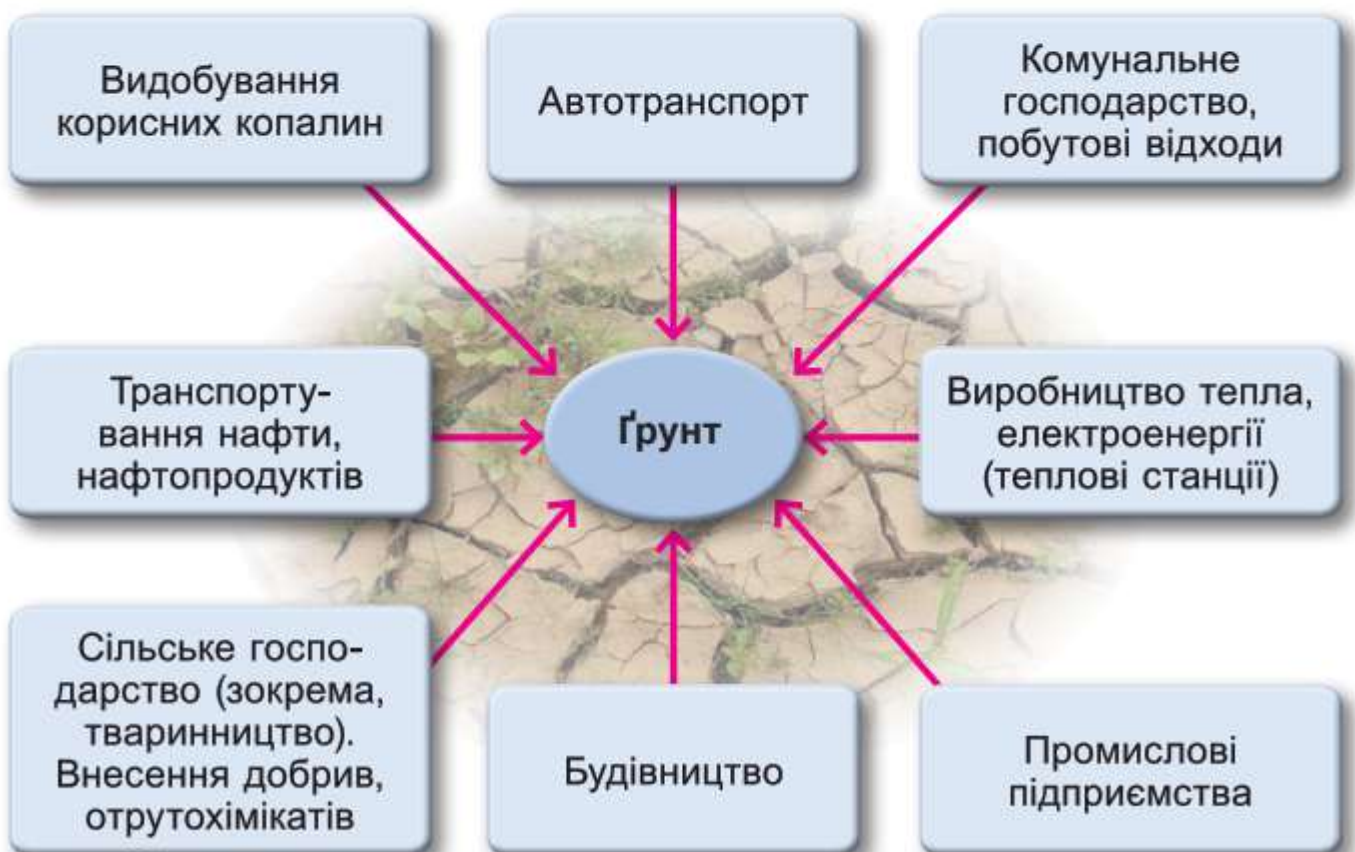 Видобування
корисних копалин
Автотранспорт
Комунальне
господарство,
побутові відходи
Транспорту-
вання нафти,
нафтопродуктів
Ґрунт
Виробництво тепла,
електроенергії
(теплові станції)
Сільське госпо-
дарство (зокрема,
тваринництво).
Внесення добрив,
отрутохімікатів
Будівництво
Промислові
підприємства